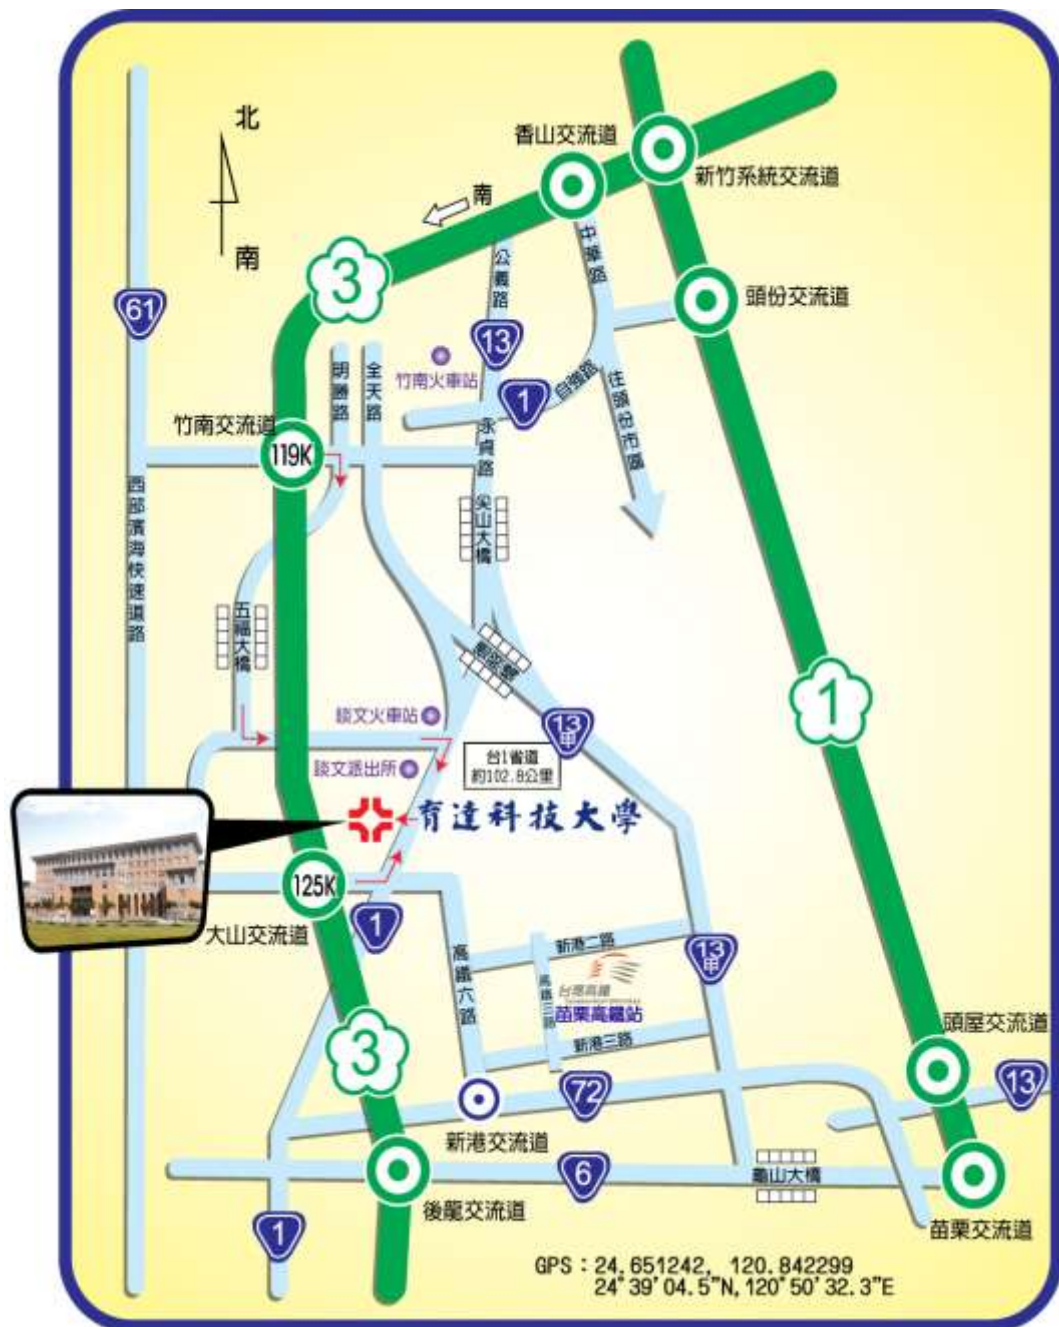 北
南
香山交流道
新竹系統交流道
南
3
中華路
公義路
頭份交流道
61
13
明勝路
全天路
竹南火車站
1
自強路
往頭份市區
竹南交流道
119K
永貞路
尖山大橋
西部濱海快速道路
五福大橋
1
13甲
談文火車站
台1省道
約102.8公里
談文派出所
育達科技大學
125K
大山交流道
1
高鐵六路
新港二路
13甲
高鐵三路
台灣高鐵
苗栗高鐵站
新港三路
3
頭屋交流道
13
72
新港交流道
6
龜山大橋
後龍交流道
苗栗交流道
1
GPS：24.651242, 120.842299
24°39'04.5"N, 120°50'32.3"E